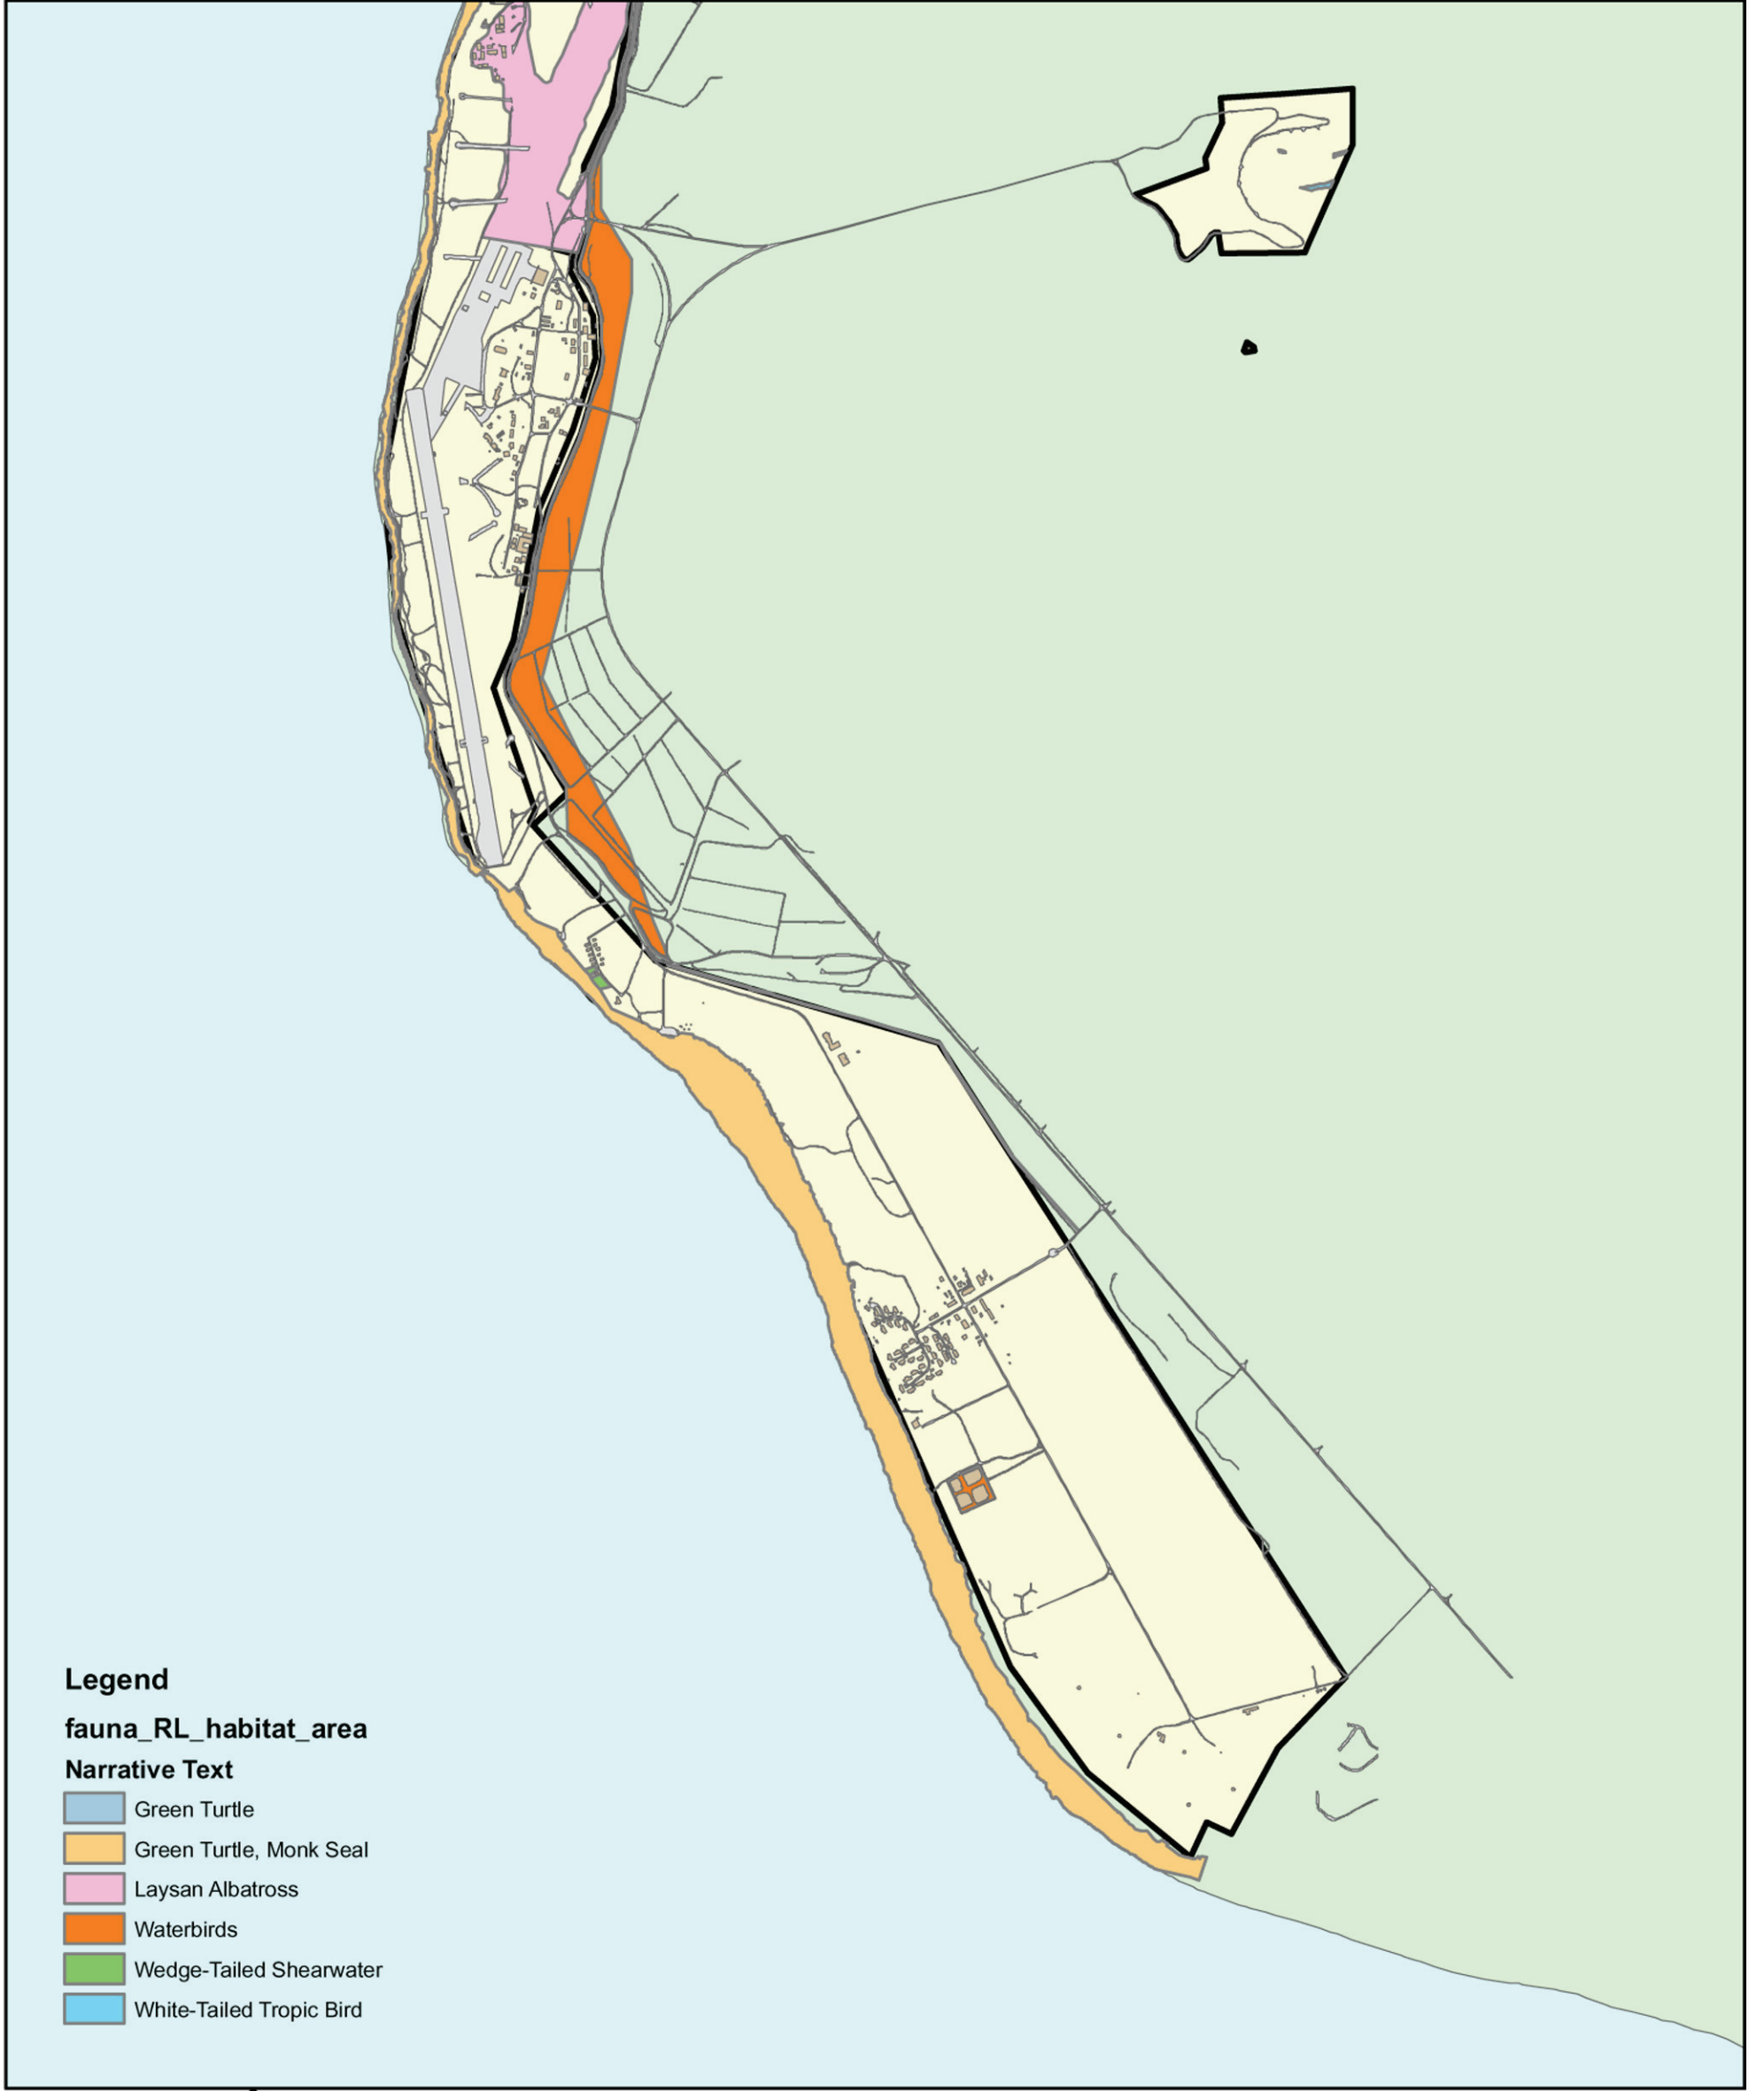 Legend
fauna_RL_habitat_area
Narrative Text
Green Turtle
Green Turtle, Monk Seal
Laysan Albatross
Waterbirds
Wedge-Tailed Shearwater
White-Tailed Tropic Bird